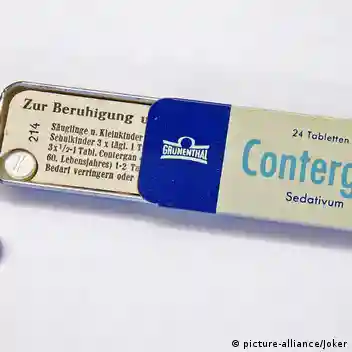 Zur Beruhigung u
214
Säuglinge u. Kleinkinder
Schulkinder 3 x tägl. 1 T
3x½-1 Tabl. Contergan
60. Lebensjahres) 1-2 T
Bedarf verringern oder
GRÜNENTHAL
24 Tabletten
Conterg
Sedativum
© picture-alliance/Joker